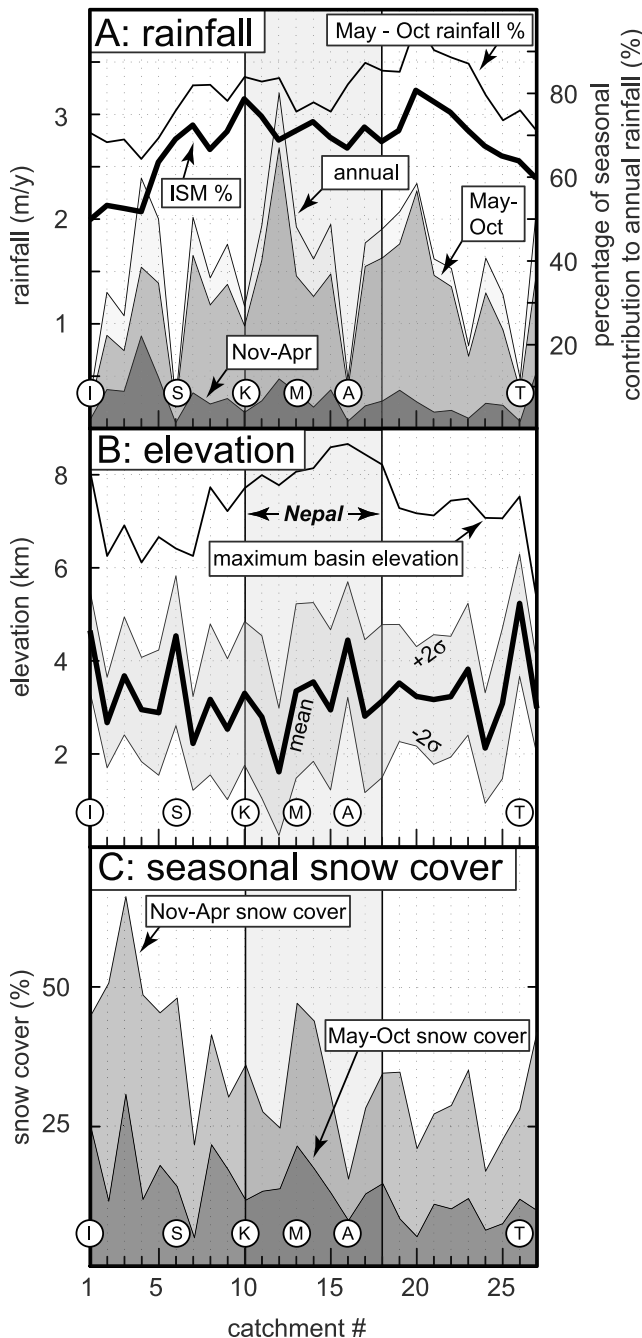 A: rainfall
May - Oct rainfall %
3
2
1
rainfall (m/y)
80
60
40
20
percentage of seasonal
contribution to annual rainfall (%)
ISM %
annual
May-
Oct
Nov-Apr
I
S
K
M
A
T
B: elevation
8
6
4
2
elevation (km)
Nepal
maximum basin elevation
+2σ
mean
-2σ
I
S
K
M
A
T
C: seasonal snow cover
Nov-Apr snow cover
50
25
snow cover (%)
May-Oct snow cover
I
S
K
M
A
T
1 5 10 15 20 25
catchment #